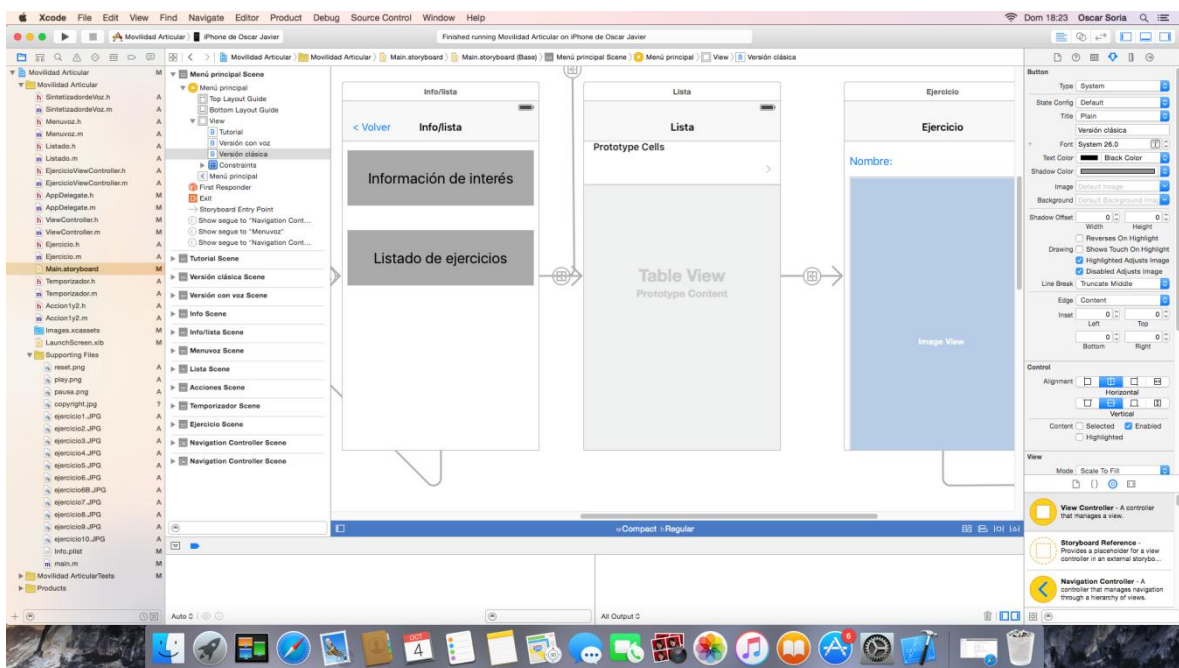 Xcode File Edit View Find Navigate Editor Product Debug Source Control Window Help
Dom 18:23 Oscar Soria
Movilidad Articular iPhone de Oscar Javier
Finished running Movilidad Articular on iPhone de Oscar Javier
Movilidad Articular Movilidad Articular Main.storyboard Main.storyboard (Base) Menú principal Scene Menú principal View B Versión clásica
Movilidad Articular M
Movilidad Articular
h SintetizadordeVoz.h A
m SintetizadordeVoz.m A
h Menuvoz.h A
m Menuvoz.m A
h Listado.h A
m Listado.m A
h EjercicioViewController.h A
m EjercicioViewController.m A
h AppDelegate.h M
m AppDelegate.m M
h ViewController.h M
m ViewController.m M
h Ejercicio.h A
m Ejercicio.m A
Main.storyboard M
h Temporizador.h A
m Temporizador.m A
h Accion1y2.h A
m Accion1y2.m A
Images.xcassets M
LaunchScreen.xib M
Supporting Files
reset.png A
play.png A
pausa.png A
copyright.jpg ?
ejercicio1.JPG A
ejercicio2.JPG A
ejercicio3.JPG A
ejercicio4.JPG A
ejercicio5.JPG A
ejercicio6.JPG A
ejercicio6B.JPG A
ejercicio7.JPG A
ejercicio8.JPG A
ejercicio9.JPG A
ejercicio10.JPG A
Info.plist M
m main.m M
Movilidad ArticularTests M
Products
Menú principal Scene
Menú principal
Top Layout Guide
Bottom Layout Guide
View
B Tutorial
B Versión con voz
B Versión clásica
Constraints
Menú principal
First Responder
Exit
Storyboard Entry Point
Show segue to "Navigation Cont...
Show segue to "Menuvoz"
Show segue to "Navigation Cont...
Tutorial Scene
Versión clásica Scene
Versión con voz Scene
Info Scene
Info/lista Scene
Menuvoz Scene
Lista Scene
Acciones Scene
Temporizador Scene
Ejercicio Scene
Navigation Controller Scene
Navigation Controller Scene
Info/lista
< Volver Info/lista
Información de interés
Listado de ejercicios
Lista
Lista
Prototype Cells
Table View
Prototype Content
Ejercicio
Ejercicio
Nombre:
Image View
wCompact hRegular
Auto
All Output
Button
Type System
State Config Default
Title Plain
Versión clásica
Font System 26.0
Text Color Black Color
Shadow Color
Image Default Image
Background Default Background Imag
Shadow Offset 0 0
Width Height
Reverses On Highlight
Drawing Shows Touch On Highlight
Highlighted Adjusts Image
Disabled Adjusts Image
Line Break Truncate Middle
Edge Content
Inset 0 0
Left Top
0 0
Bottom Right
Control
Alignment
Horizontal
Vertical
Content Selected Enabled
Highlighted
View
Mode Scale To Fill
View Controller - A controller
that manages a view.
Storyboard Reference -
Provides a placeholder for a view
controller in an external storybo...
Navigation Controller - A
controller that manages navigation
through a hierarchy of views.
OCT
4
6